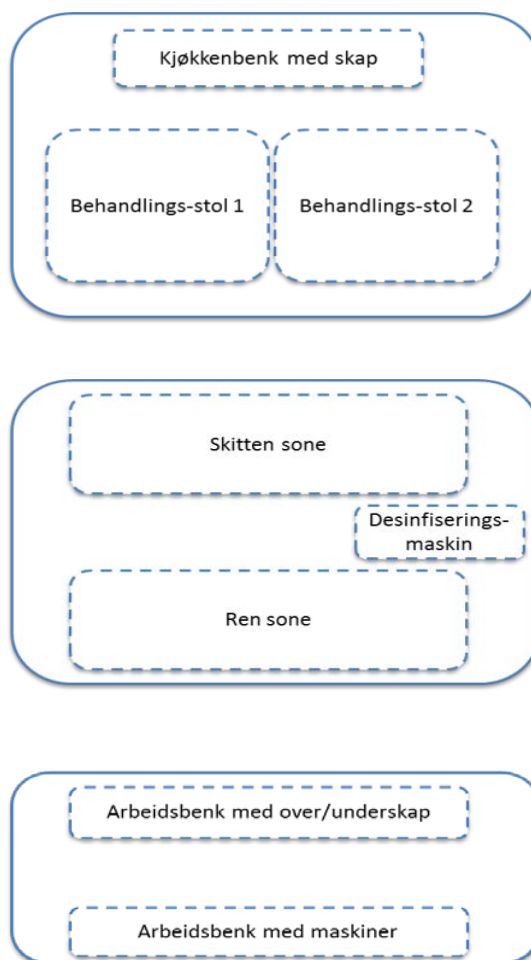 Kjøkkenbenk med skap
Behandlings-stol 1
Behandlings-stol 2
Skitten sone
Desinfiserings-
maskin
Ren sone
Arbeidsbenk med over/underskap
Arbeidsbenk med maskiner